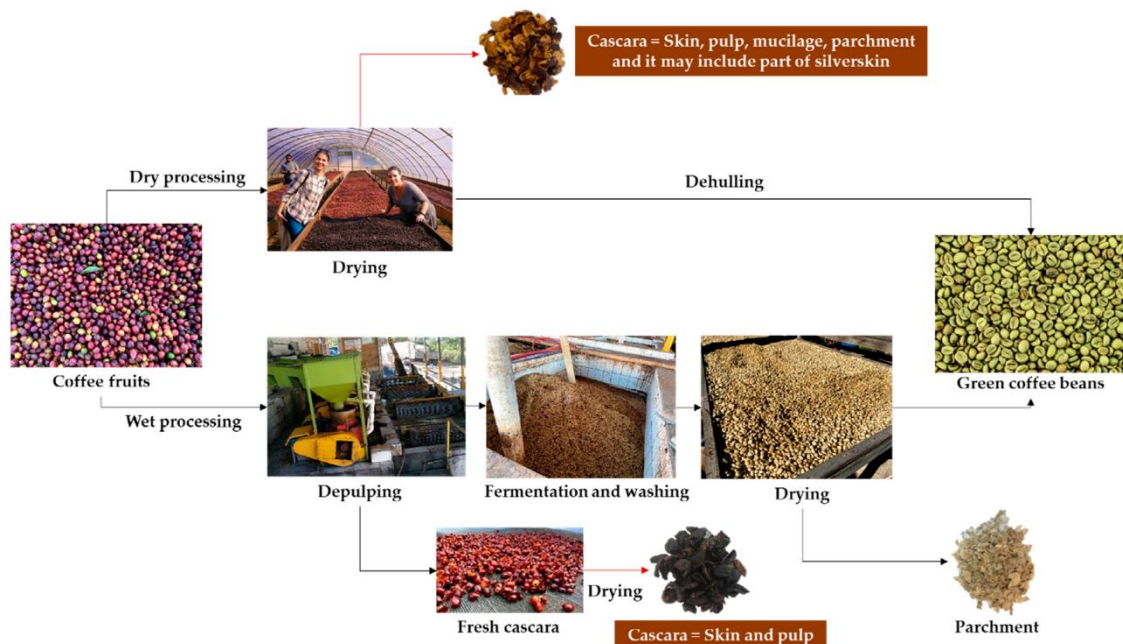 Cascara = Skin, pulp, mucilage, parchment
and it may include part of silverskin
Dry processing
Dehulling
Drying
Coffee fruits
Green coffee beans
Wet processing
Depulping
Fermentation and washing
Drying
Drying
Fresh cascara
Cascara = Skin and pulp
Parchment